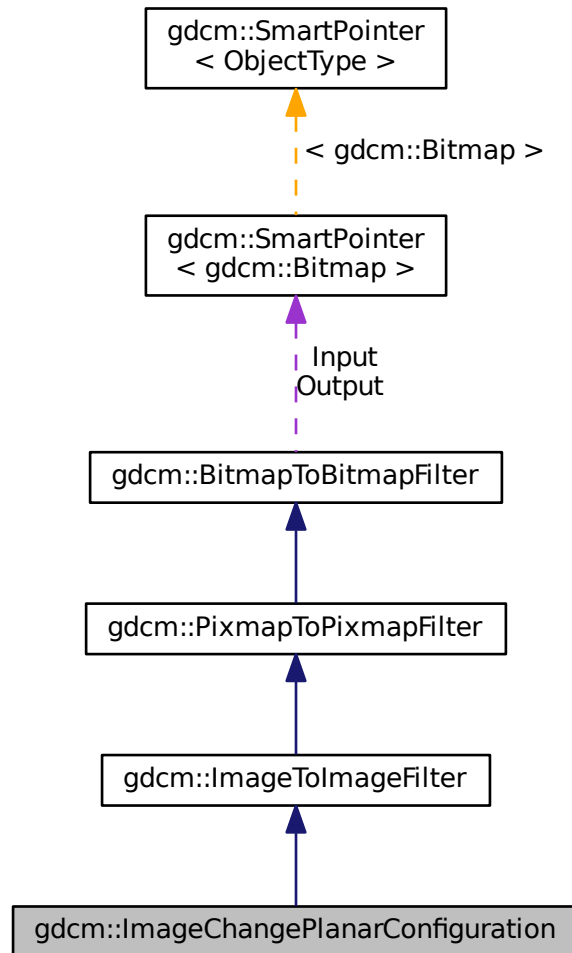 gdcm::SmartPointer
< ObjectType >
< gdcm::Bitmap >
gdcm::SmartPointer
< gdcm::Bitmap >
Input
Output
gdcm::BitmapToBitmapFilter
gdcm::PixmapToPixmapFilter
gdcm::ImageToImageFilter
gdcm::ImageChangePlanarConfiguration